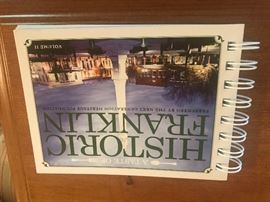 A TASTE OF
HISTORIC
FRANKLIN
PRESENTED BY THE NEXT GENERATION HERITAGE FOUNDATION
VOLUME II